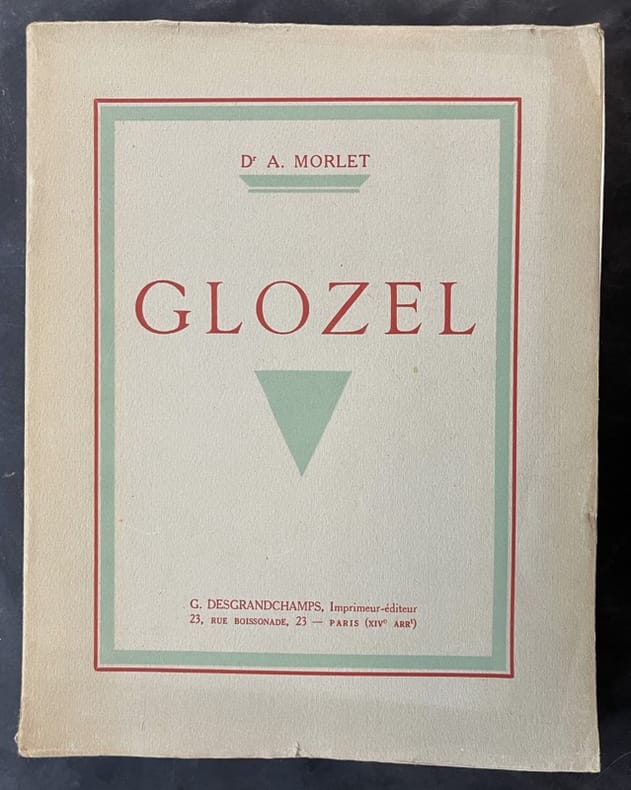 Dʳ A. MORLET
GLOZEL
G. DESGRANDCHAMPS, Imprimeur-éditeur
23, RUE BOISSONADE, 23 — PARIS (XIVᵉ ARRᵗ)